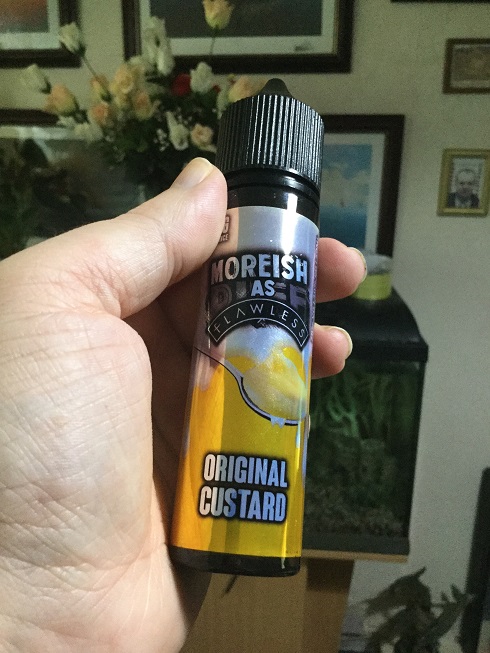 MOREISH
AS
FLAWLESS
ORIGINAL
CUSTARD